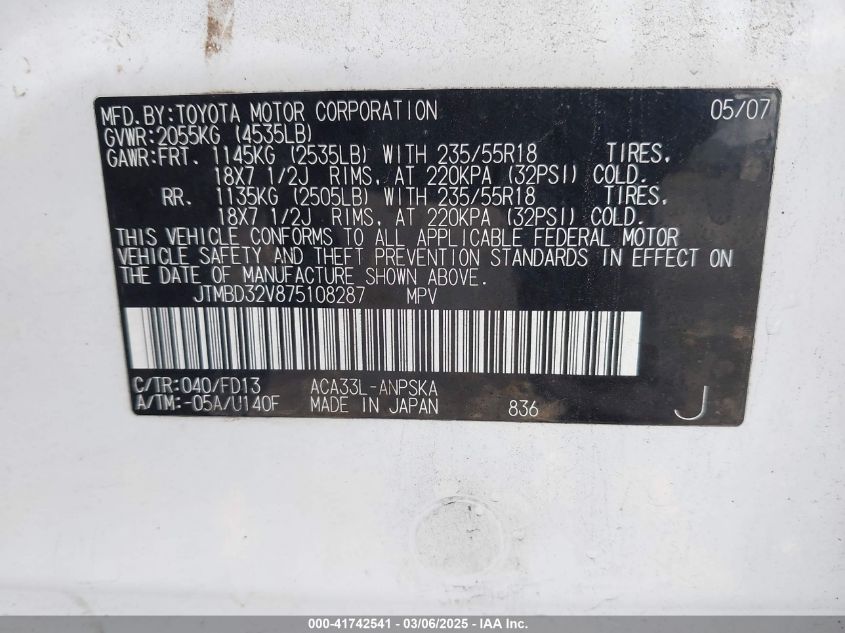 MFD.BY:TOYOTA MOTOR CORPORATION 05/07
GVWR:2055KG (4535LB)
GAWR:FRT. 1145KG (2535LB) WITH 235/55R18 TIRES,
18X7 1/2J RIMS, AT 220KPA (32PSI) COLD.
RR. 1135KG (2505LB) WITH 235/55R18 TIRES,
18X7 1/2J RIMS, AT 220KPA (32PSI) COLD.
THIS VEHICLE CONFORMS TO ALL APPLICABLE FEDERAL MOTOR
VEHICLE SAFETY AND THEFT PREVENTION STANDARDS IN EFFECT ON
THE DATE OF MANUFACTURE SHOWN ABOVE.
JTMBD32V875108287 MPV
C/TR:040/FD13 ACA33L-ANPSKA
A/TM:-05A/U140F MADE IN JAPAN 836 J
000-41742541 - 03/06/2025 - IAA Inc.